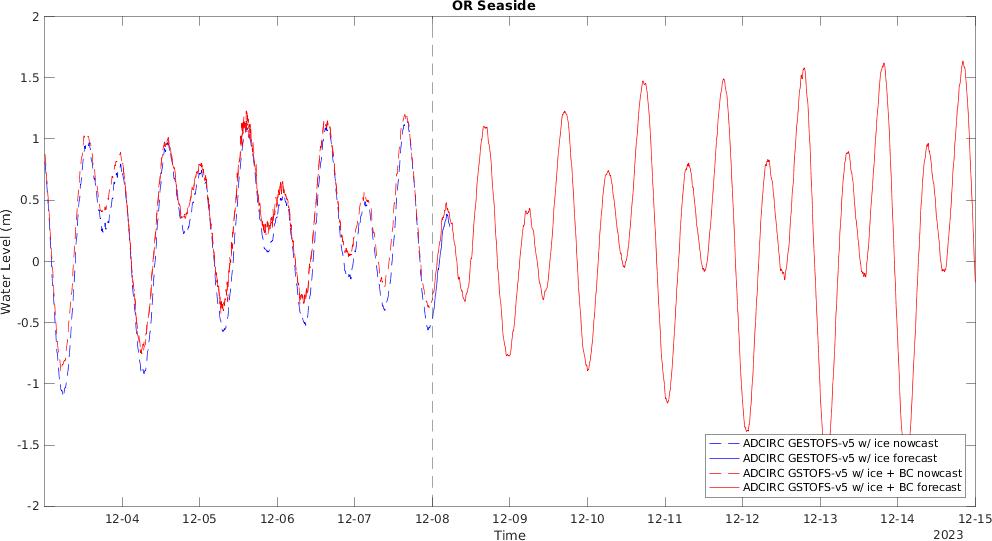 OR Seaside
Water Level (m)
2
1.5
1
0.5
0
-0.5
-1
-1.5
-2
ADCIRC GESTOFS-v5 w/ ice nowcast
ADCIRC GESTOFS-v5 w/ ice forecast
ADCIRC GSTOFS-v5 w/ ice + BC nowcast
ADCIRC GSTOFS-v5 w/ ice + BC forecast
12-04 12-05 12-06 12-07 12-08 12-09 12-10 12-11 12-12 12-13 12-14 12-15
Time
2023